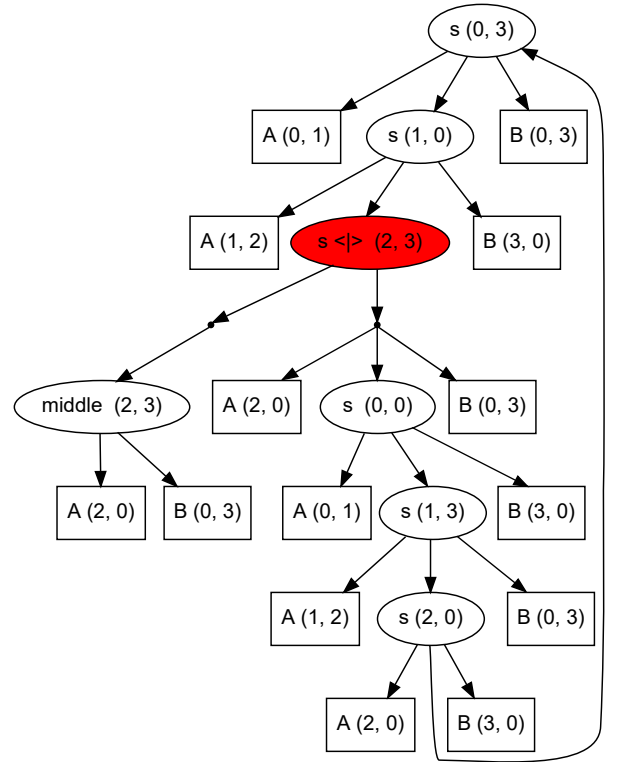 s (0, 3)
A (0, 1)
s (1, 0)
B (0, 3)
A (1, 2)
s <|> (2, 3)
B (3, 0)
middle (2, 3)
A (2, 0)
s (0, 0)
B (0, 3)
A (2, 0)
B (0, 3)
A (0, 1)
s (1, 3)
B (3, 0)
A (1, 2)
s (2, 0)
B (0, 3)
A (2, 0)
B (3, 0)